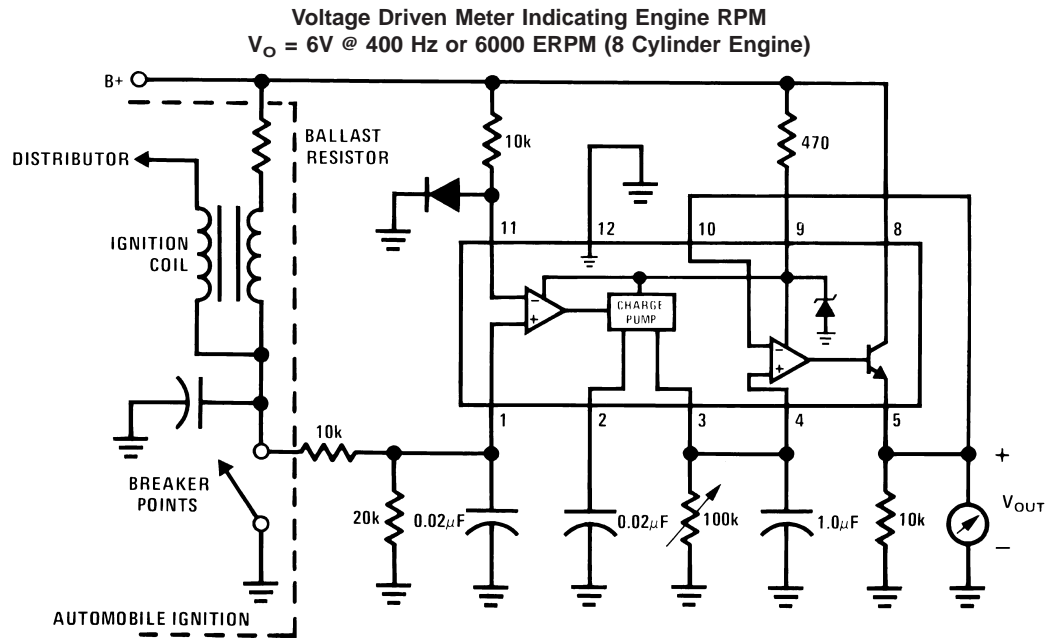 Voltage Driven Meter Indicating Engine RPM
V_O = 6V @ 400 Hz or 6000 ERPM (8 Cylinder Engine)
B+
BALLAST
RESISTOR
10k
470
DISTRIBUTOR
11
12
10
9
8
IGNITION
COIL
CHARGE
PUMP
−
+
−
+
1
2
3
4
5
10k
BREAKER
POINTS
20k
0.02μF
0.02μF
100k
1.0μF
10k
+
V_OUT
−
AUTOMOBILE IGNITION